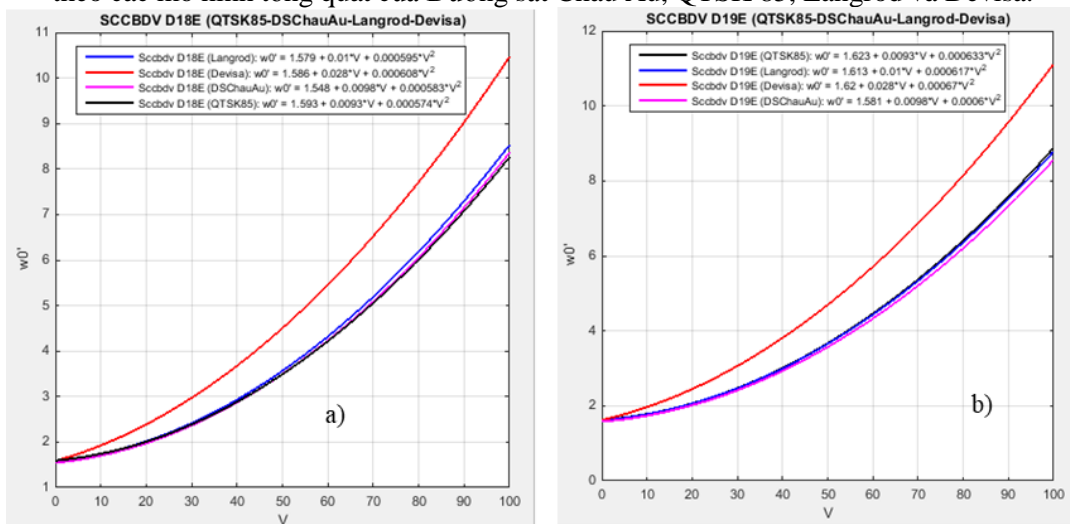 theo các mô hình tổng quát của Đường sắt Châu Âu, QTSK 85, Langrod và Devisa.
SCCBDV D18E (QTSK85-DSChauAu-Langrod-Devisa)
Sccbdv D18E (Langrod): w0' = 1.579 + 0.01*V + 0.000595*V²
Sccbdv D18E (Devisa): w0' = 1.586 + 0.028*V + 0.000608*V²
Sccbdv D18E (DSChauAu): w0' = 1.548 + 0.0098*V + 0.000583*V²
Sccbdv D18E (QTSK85): w0' = 1.593 + 0.0093*V + 0.000574*V²
11
10
9
8
7
6
5
4
3
2
1
w0'
a)
0 10 20 30 40 50 60 70 80 90 100
V
SCCBDV D19E (QTSK85-DSChauAu-Langrod-Devisa)
Sccbdv D19E (QTSK85): w0' = 1.623 + 0.0093*V + 0.000633*V²
Sccbdv D19E (Langrod): w0' = 1.613 + 0.01*V + 0.000617*V²
Sccbdv D19E (Devisa): w0' = 1.62 + 0.028*V + 0.00067*V²
Sccbdv D19E (DSChauAu): w0' = 1.581 + 0.0098*V + 0.0006*V²
12
10
8
6
4
2
0
w0'
b)
0 10 20 30 40 50 60 70 80 90 100
V